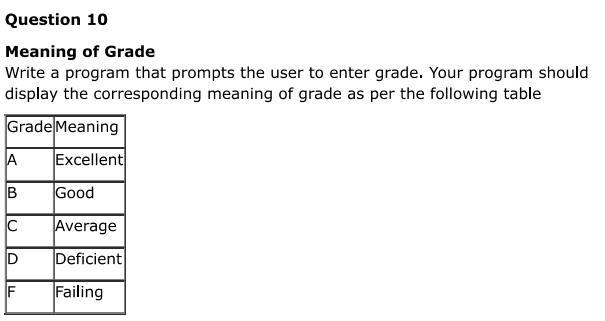 Question 10
Meaning of Grade
Write a program that prompts the user to enter grade. Your program should
display the corresponding meaning of grade as per the following table
Grade Meaning
A Excellent
B Good
C Average
D Deficient
F Failing